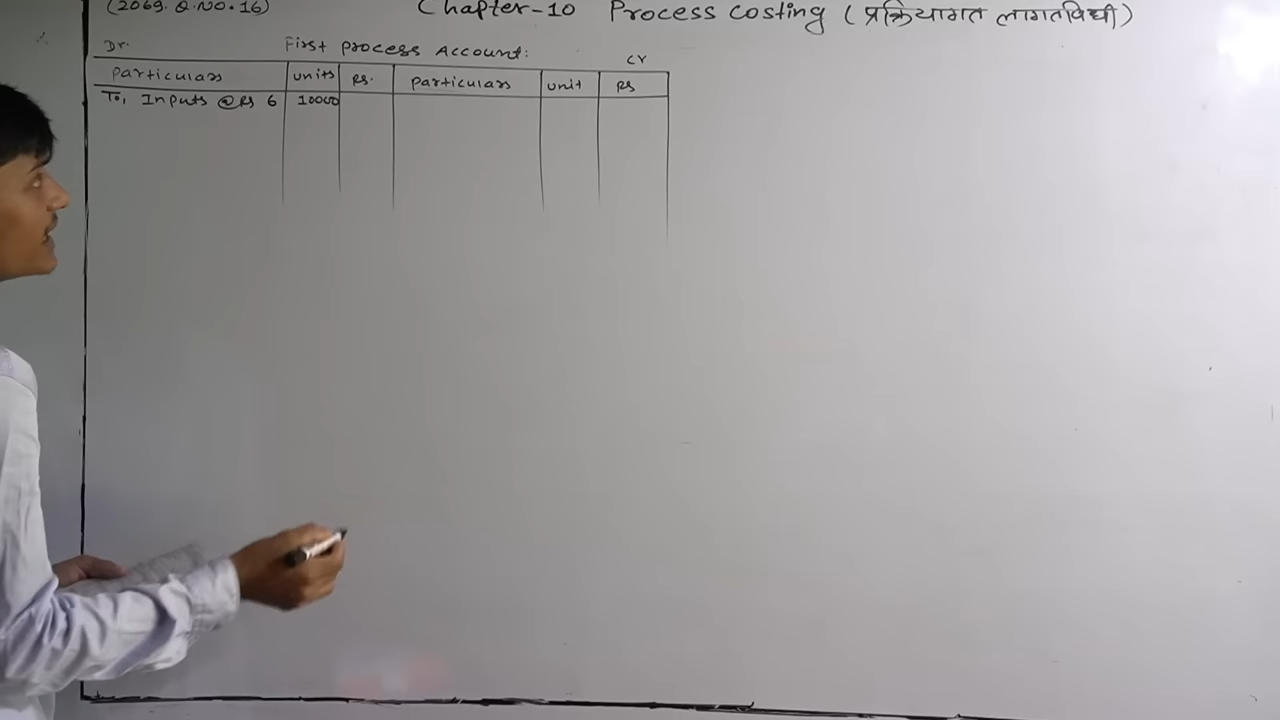 (2069. Q.NO.16) Chapter-10 Process Costing (प्रक्रियागत लागतविधी)
Dr. First Process Account: Cr
Particulars units Rs. Particulars unit Rs
To, Inputs @ Rs 6 10000